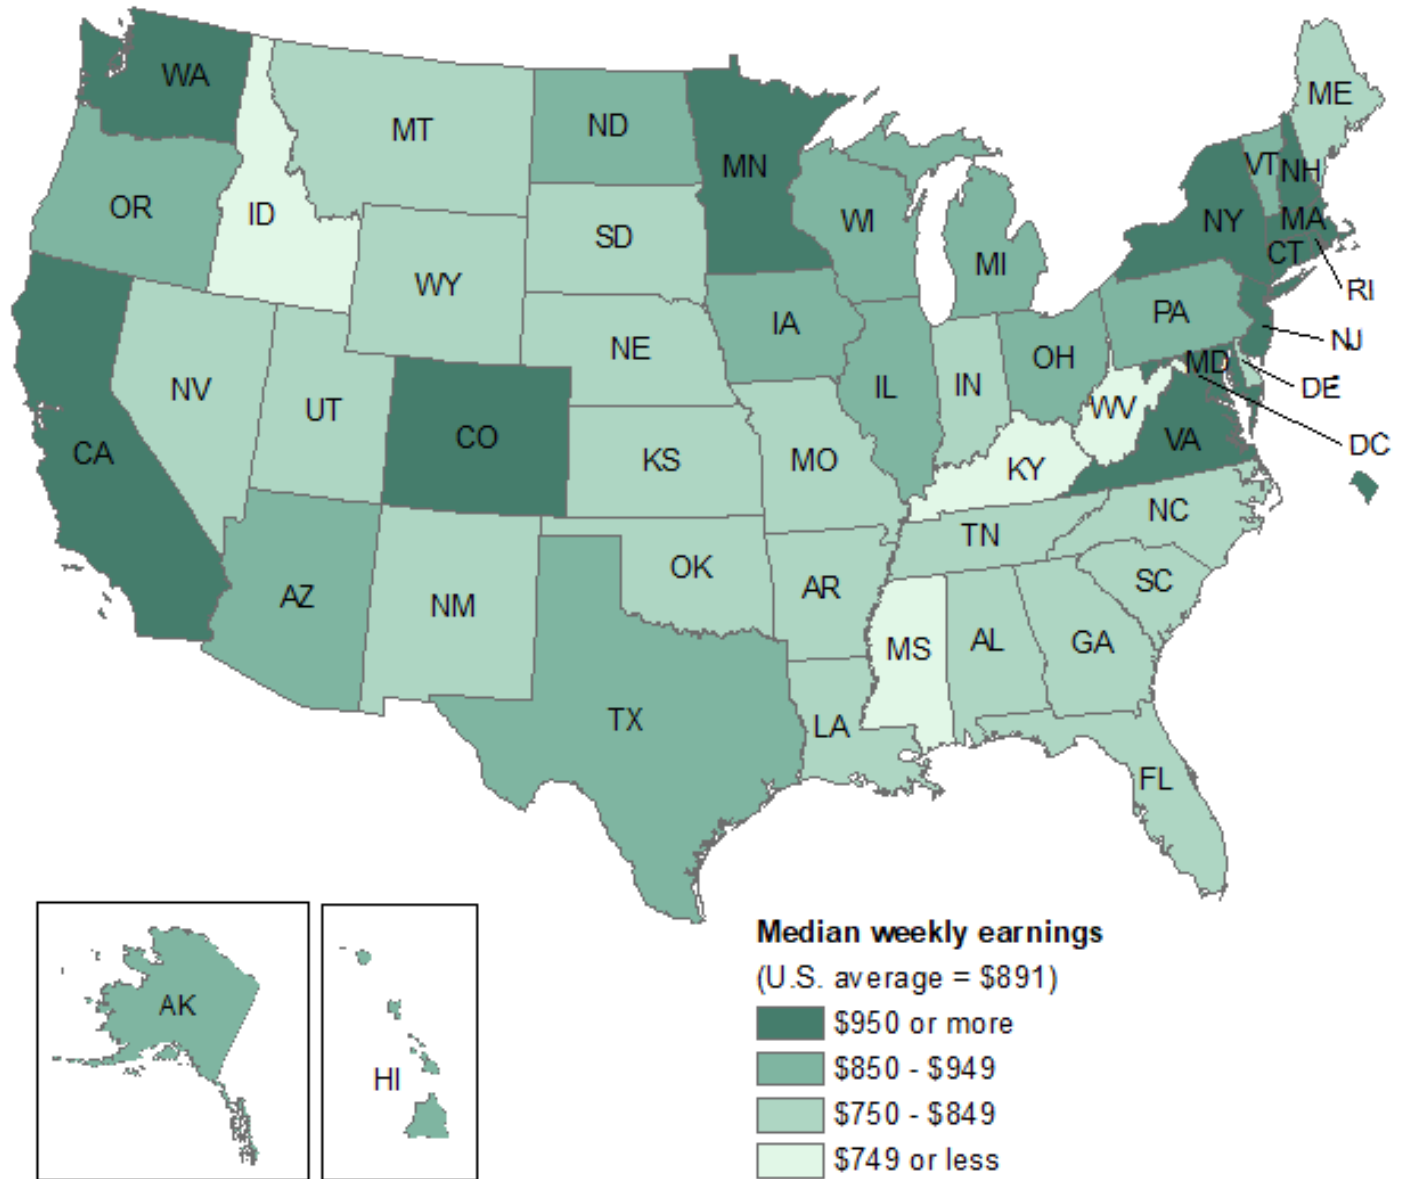 WA
MT
ND
MN
ME
VT
NH
OR
ID
SD
WI
NY
MA
CT
MI
RI
WY
IA
PA
NJ
NE
OH
MD
NV
UT
IL
IN
DE
CO
WV
CA
KS
MO
KY
VA
DC
NC
TN
OK
AZ
NM
AR
SC
MS
AL
GA
TX
LA
FL
AK
HI
Median weekly earnings
(U.S. average = $891)
$950 or more
$850 - $949
$750 - $849
$749 or less